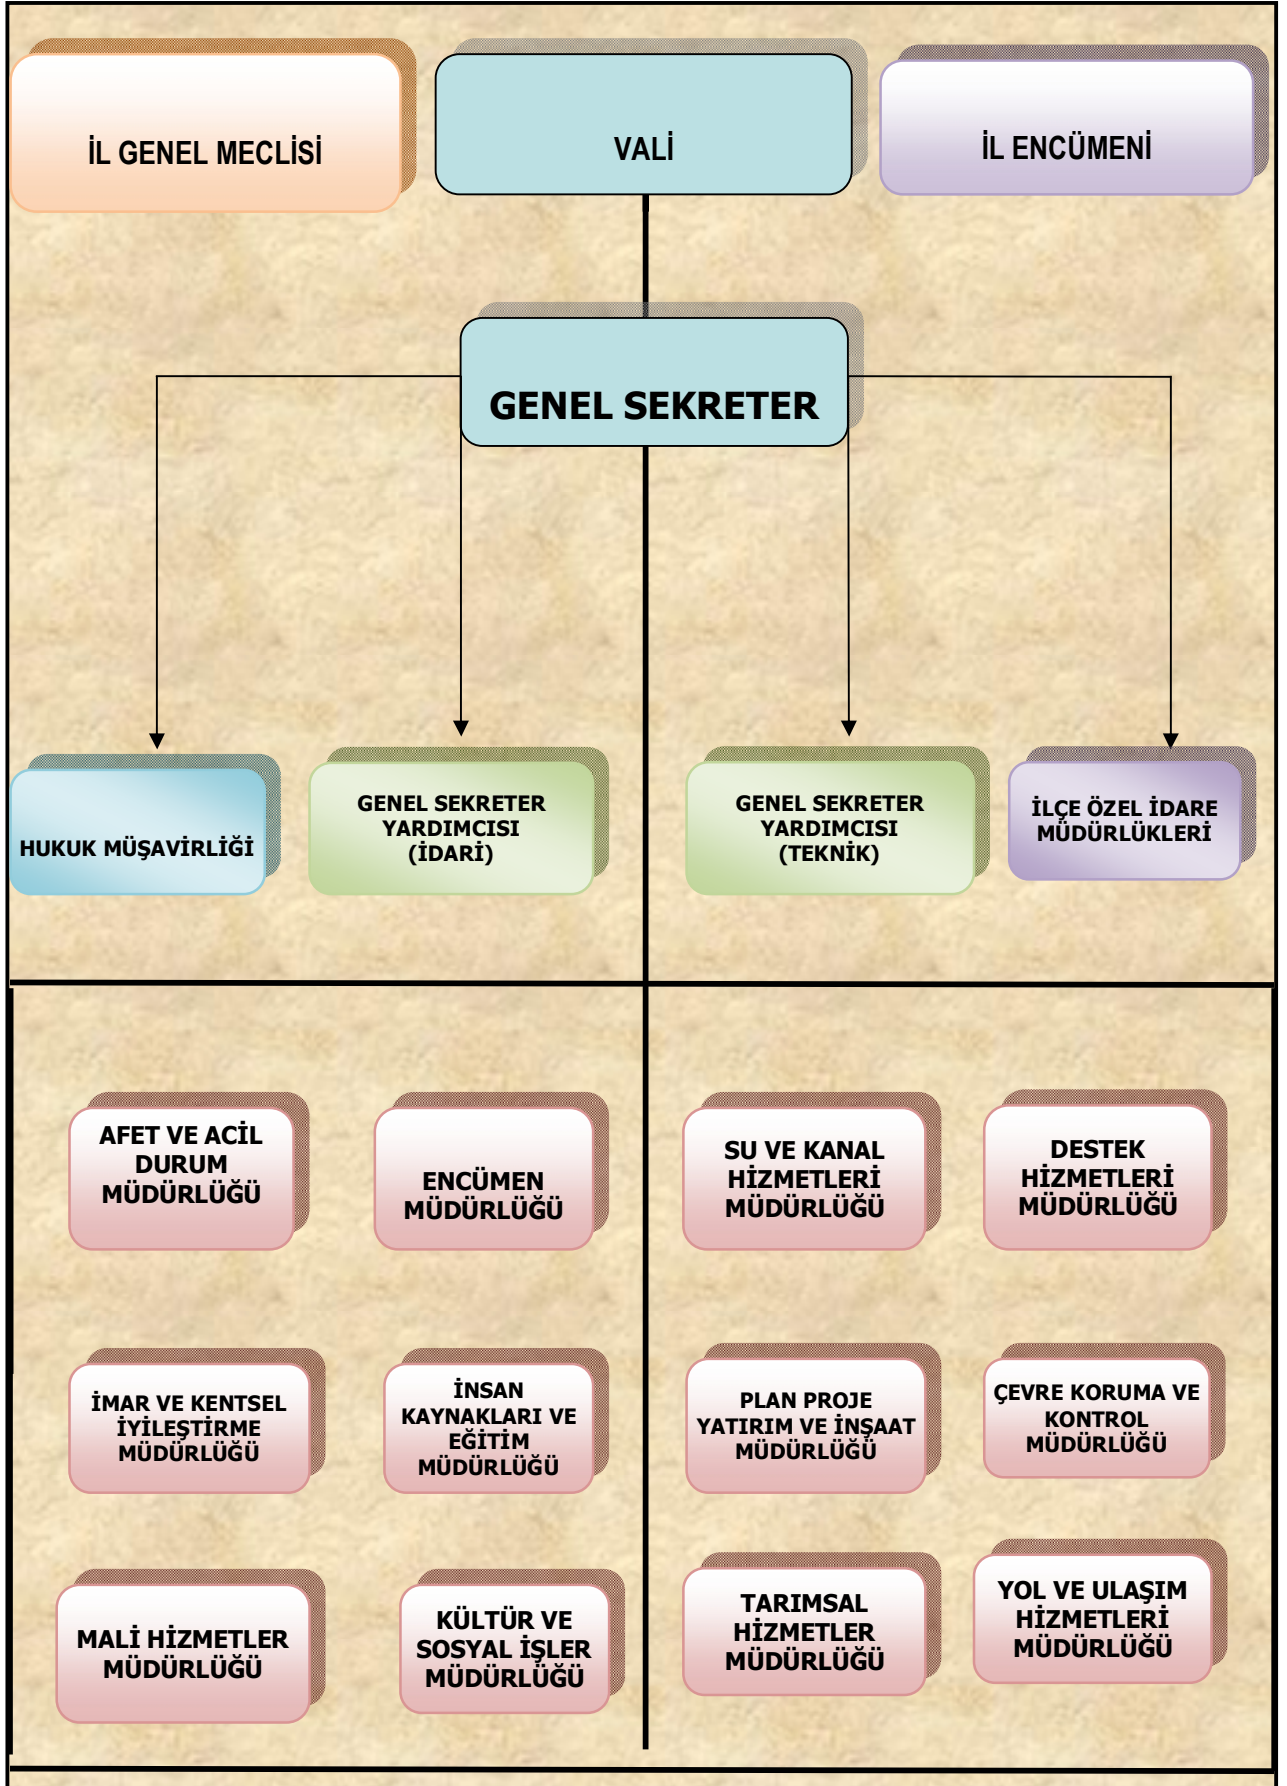 İL GENEL MECLİSİ
VALİ
İL ENCÜMENİ
GENEL SEKRETER
HUKUK MÜŞAVİRLİĞİ
GENEL SEKRETER
YARDIMCISI
(İDARİ)
GENEL SEKRETER
YARDIMCISI
(TEKNİK)
İLÇE ÖZEL İDARE
MÜDÜRLÜKLERİ
AFET VE ACİL
DURUM
MÜDÜRLÜĞÜ
ENCÜMEN
MÜDÜRLÜĞÜ
SU VE KANAL
HİZMETLERİ
MÜDÜRLÜĞÜ
DESTEK
HİZMETLERİ
MÜDÜRLÜĞÜ
İMAR VE KENTSEL
İYİLEŞTİRME
MÜDÜRLÜĞÜ
İNSAN
KAYNAKLARI VE
EĞİTİM
MÜDÜRLÜĞÜ
PLAN PROJE
YATIRIM VE İNŞAAT
MÜDÜRLÜĞÜ
ÇEVRE KORUMA VE
KONTROL
MÜDÜRLÜĞÜ
MALİ HİZMETLER
MÜDÜRLÜĞÜ
KÜLTÜR VE
SOSYAL İŞLER
MÜDÜRLÜĞÜ
TARIMSAL
HİZMETLER
MÜDÜRLÜĞÜ
YOL VE ULAŞIM
HİZMETLERİ
MÜDÜRLÜĞÜ